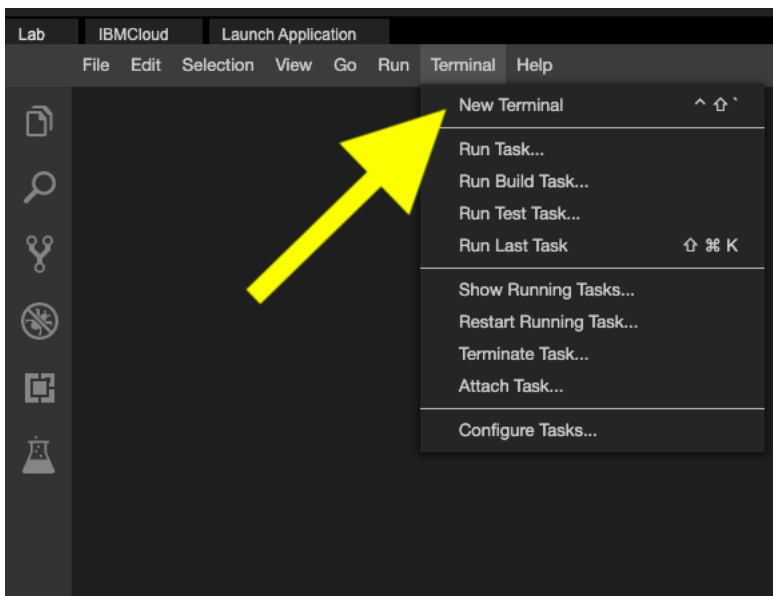 Lab IBMCloud Launch Application
File Edit Selection View Go Run Terminal Help
New Terminal ^ ⇧ `
Run Task...
Run Build Task...
Run Test Task...
Run Last Task ⇧ ⌘ K
Show Running Tasks...
Restart Running Task...
Terminate Task...
Attach Task...
Configure Tasks...